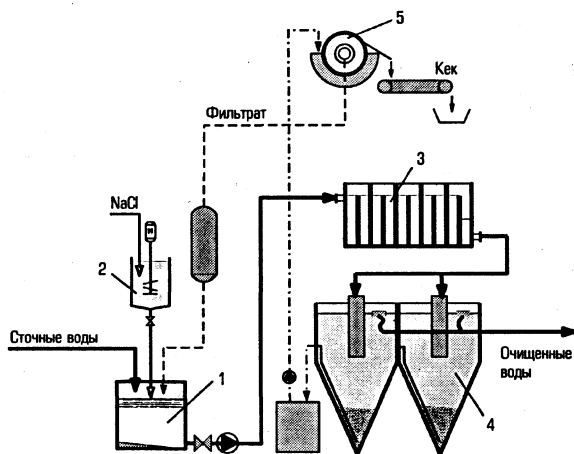 5
Кек
Фильтрат
3
NaCl
2
Сточные воды
1
Очищенные
воды
4